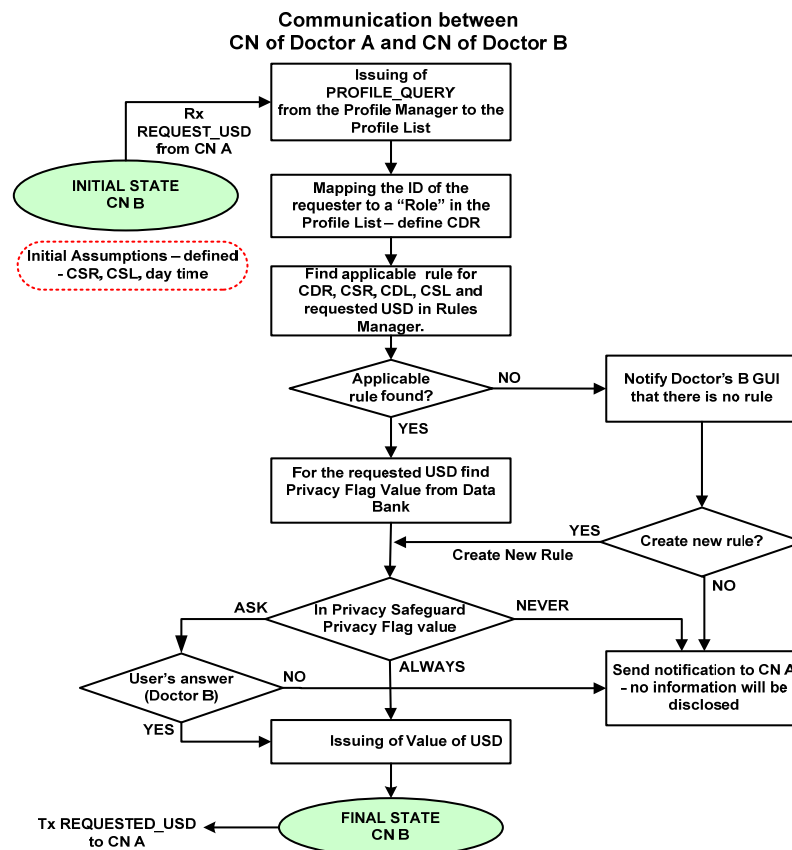 Communication between
CN of Doctor A and CN of Doctor B
Issuing of
PROFILE_QUERY
from the Profile Manager to the
Profile List
Rx
REQUEST_USD
from CN A
INITIAL STATE
CN B
Mapping the ID of the
requester to a “Role” in the
Profile List – define CDR
Initial Assumptions – defined
- CSR, CSL, day time
Find applicable rule for
CDR, CSR, CDL, CSL and
requested USD in Rules
Manager.
Applicable
rule found?
NO
Notify Doctor's B GUI
that there is no rule
YES
For the requested USD find
Privacy Flag Value from Data
Bank
YES
Create new rule?
Create New Rule
NO
ASK
In Privacy Safeguard
Privacy Flag value
NEVER
ALWAYS
User's answer
(Doctor B)
NO
Send notification to CN A
- no information will be
disclosed
YES
Issuing of Value of USD
FINAL STATE
CN B
Tx REQUESTED_USD
to CN A